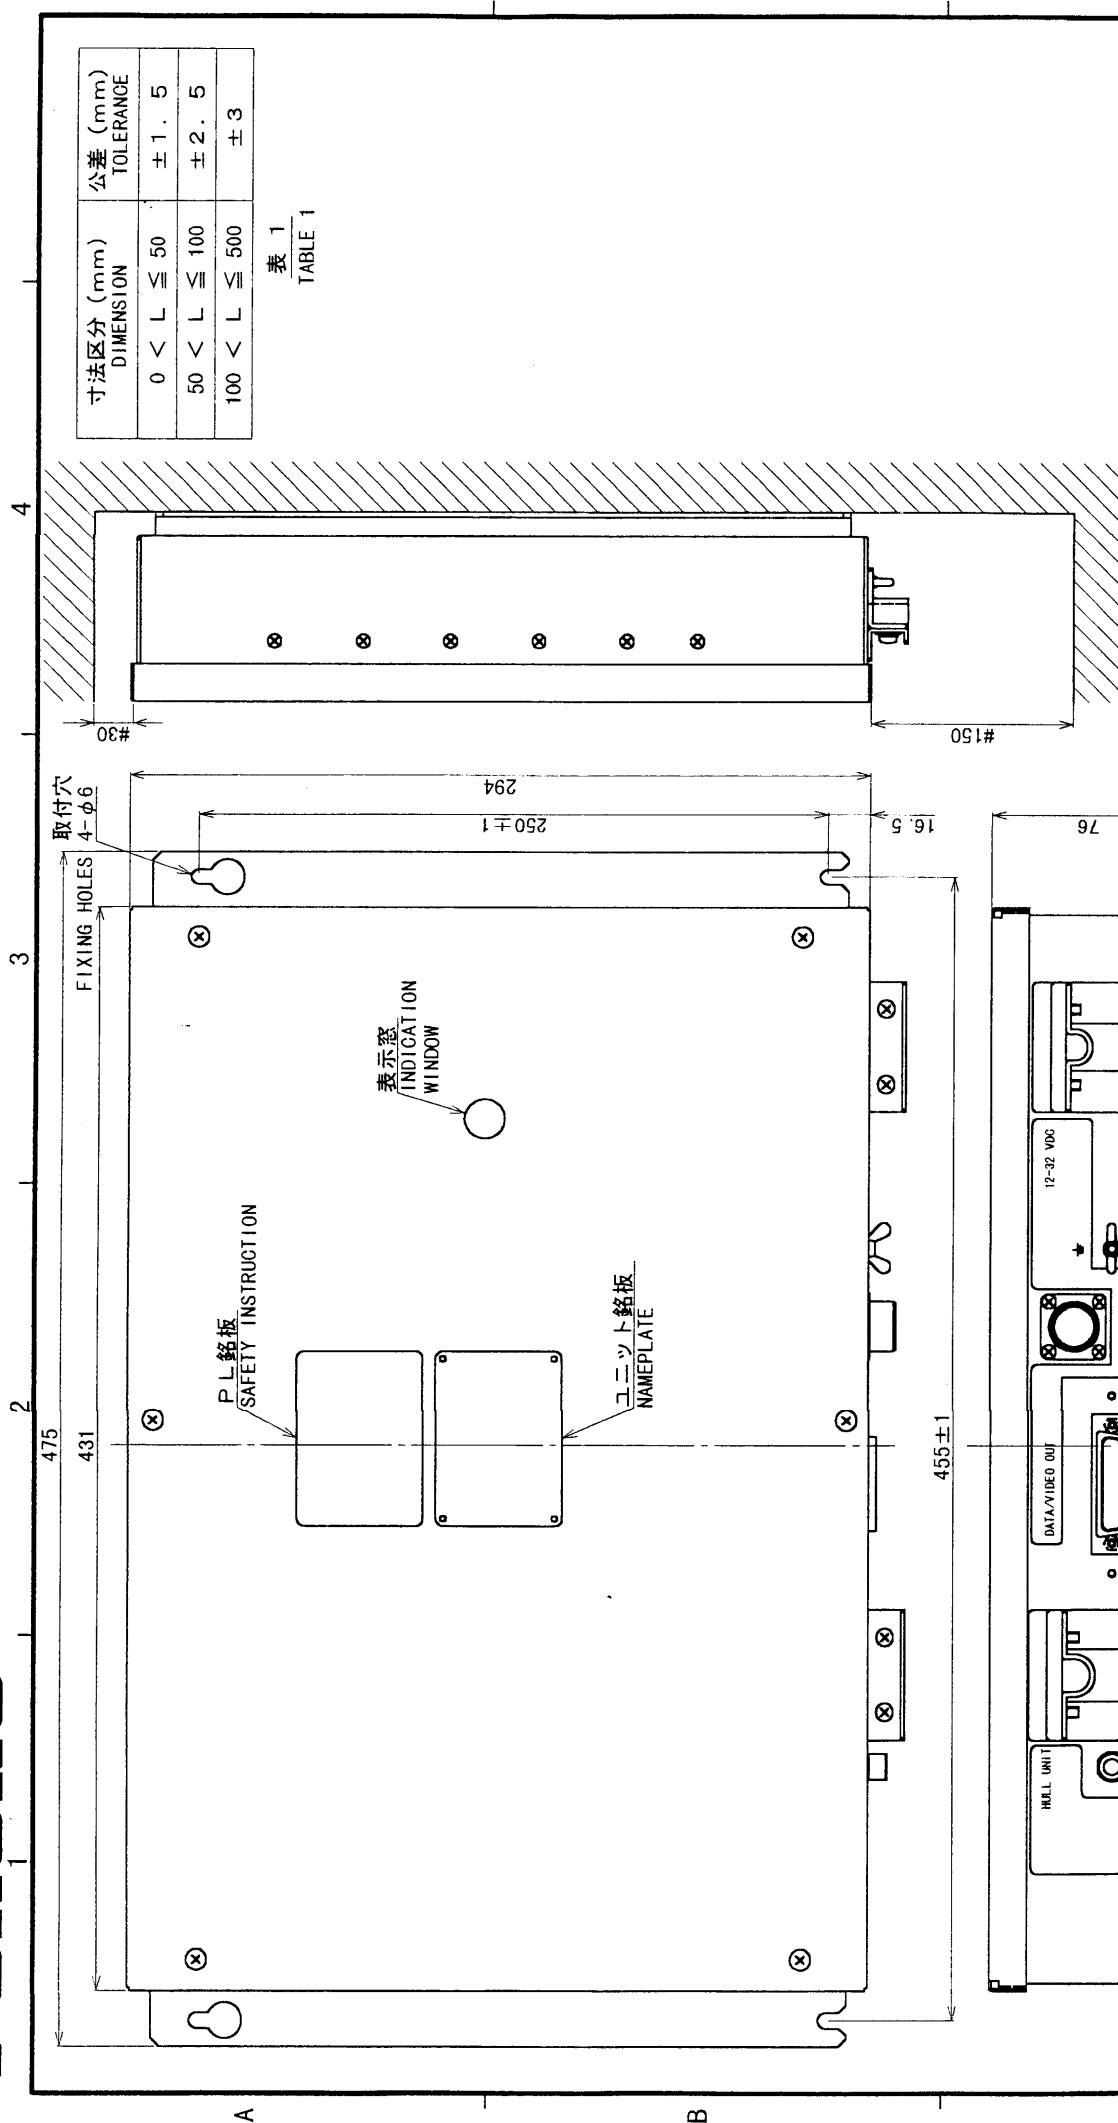 寸法区分 (mm)
DIMENSION
公差 (mm)
TOLERANCE
0 < L ≦ 50
±1.5
50 < L ≦ 100
±2.5
100 < L ≦ 500
±3
表 1
TABLE 1
1
2
3
4
A
B
475
431
取付穴
4-φ6
FIXING HOLES
294
250±1
16.5
#30
#150
PL銘板
SAFETY INSTRUCTION
表示窓
INDICATION
WINDOW
ユニット銘板
NAMEPLATE
455±1
76
HULL UNIT
DATA/VIDEO OUT
12-32 VDC